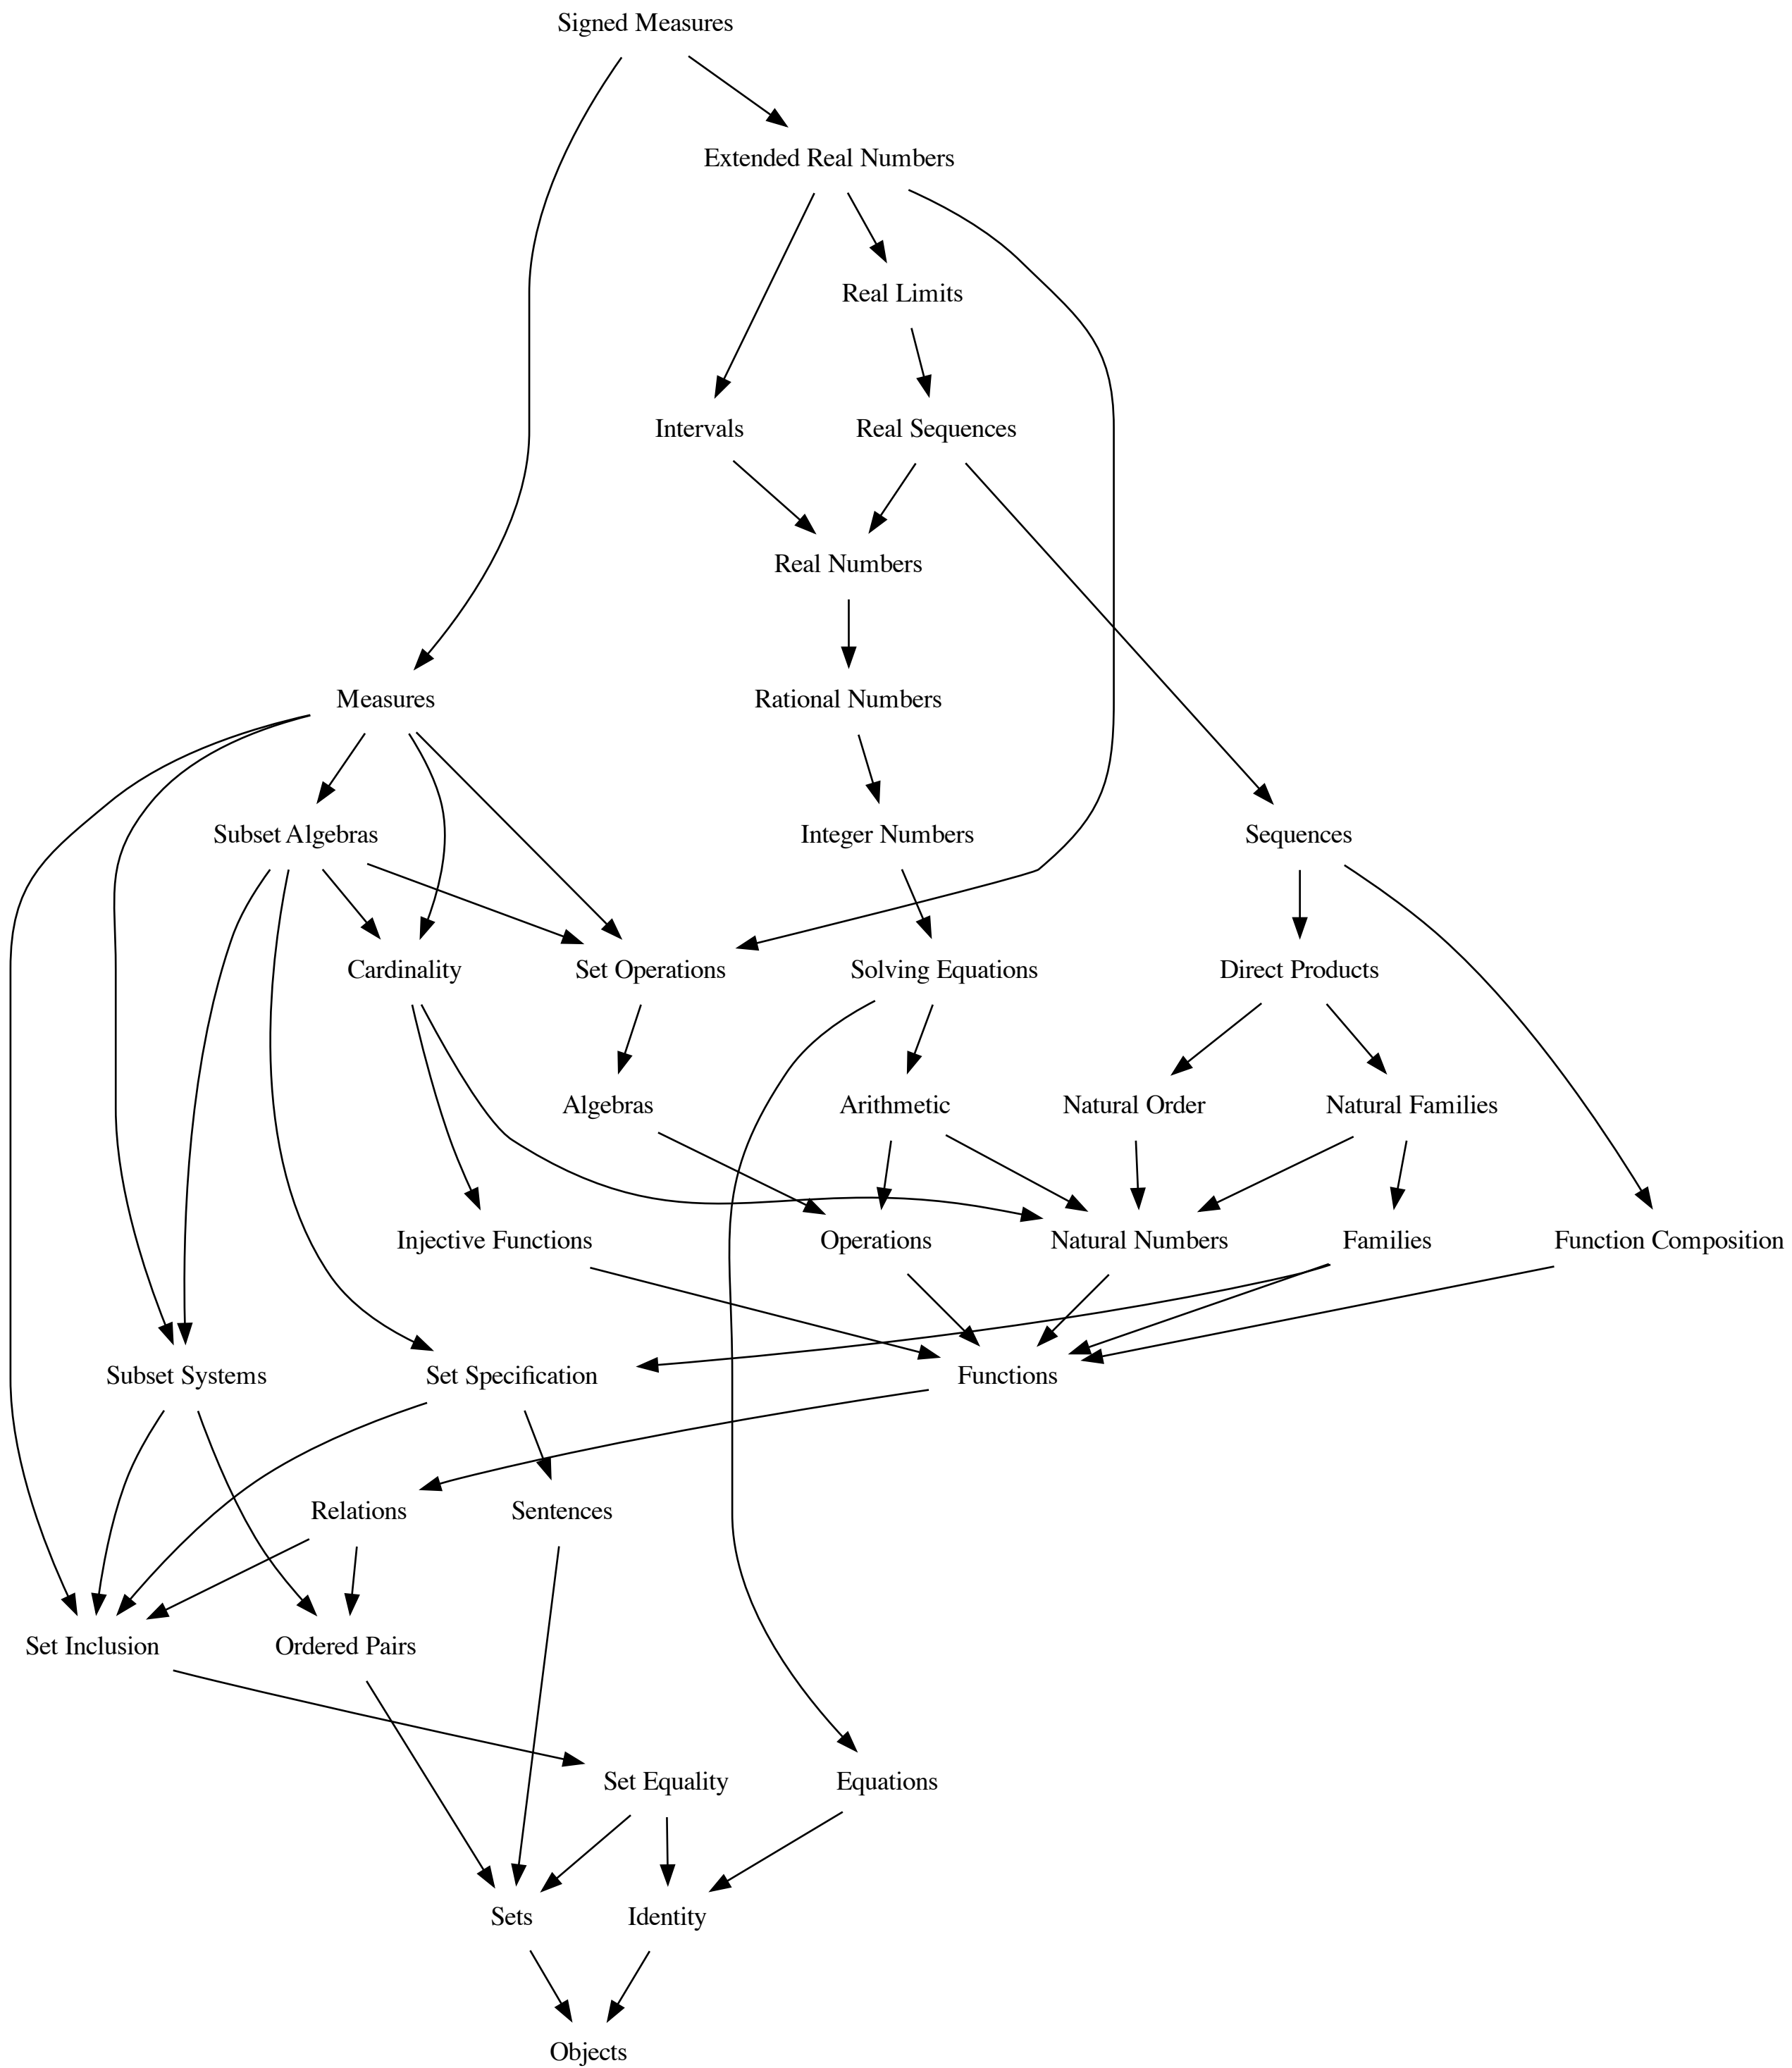 Signed Measures
Extended Real Numbers
Real Limits
Intervals
Real Sequences
Real Numbers
Measures
Rational Numbers
Subset Algebras
Integer Numbers
Sequences
Cardinality
Set Operations
Solving Equations
Direct Products
Algebras
Arithmetic
Natural Order
Natural Families
Injective Functions
Operations
Natural Numbers
Families
Function Composition
Subset Systems
Set Specification
Functions
Relations
Sentences
Set Inclusion
Ordered Pairs
Set Equality
Equations
Sets
Identity
Objects